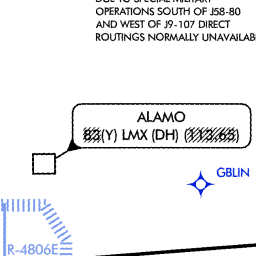 DUE TO SPECIAL MILITARY
OPERATIONS SOUTH OF J58-80
AND WEST OF J9-107 DIRECT
ROUTINGS NORMALLY UNAVAILAB
ALAMO
83(Y) LMX (DH) (113.65)
GBLIN
R-4806E